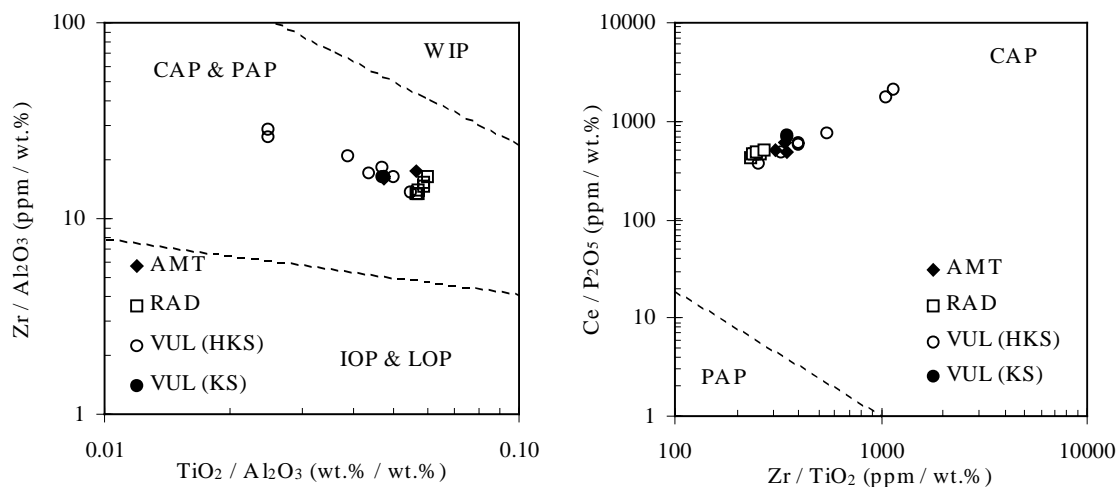 100
10
1
Zr / Al₂O₃ (ppm / wt.%)
WIP
CAP & PAP
AMT
RAD
VUL (HKS)
VUL (KS)
IOP & LOP
0.01
0.10
TiO₂ / Al₂O₃ (wt.% / wt.%)
10000
1000
100
10
1
Ce / P₂O₅ (ppm / wt.%)
CAP
AMT
RAD
VUL (HKS)
VUL (KS)
PAP
100
1000
10000
Zr / TiO₂ (ppm / wt.%)